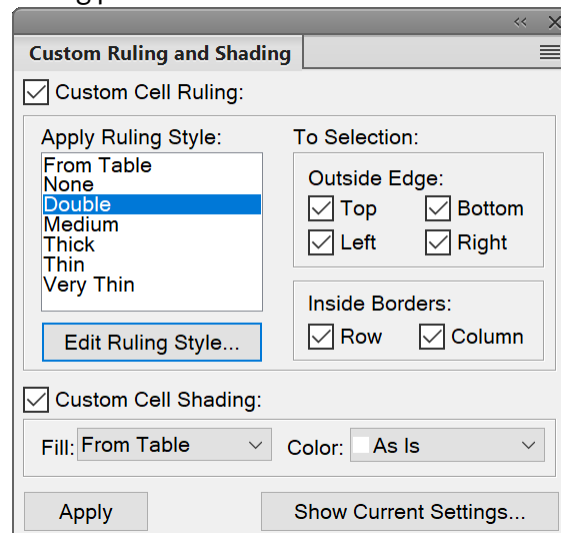 Custom Ruling and Shading
Custom Cell Ruling:
Apply Ruling Style:
From Table
None
Double
Medium
Thick
Thin
Very Thin
Edit Ruling Style...
To Selection:
Outside Edge:
Top Bottom
Left Right
Inside Borders:
Row Column
Custom Cell Shading:
Fill: From Table Color: As Is
Apply Show Current Settings...